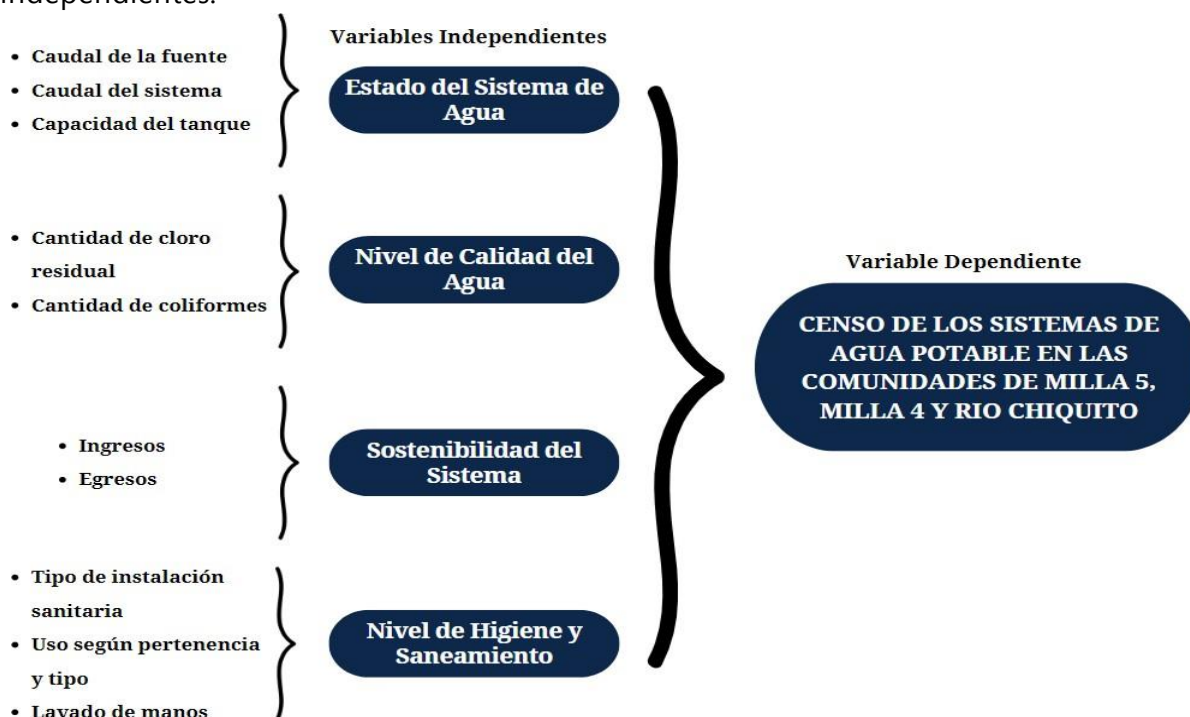 independientes.
Variables Independientes
• Caudal de la fuente
• Caudal del sistema
• Capacidad del tanque
Estado del Sistema de
Agua
• Cantidad de cloro
residual
• Cantidad de coliformes
Nivel de Calidad del
Agua
• Ingresos
• Egresos
Sostenibilidad del
Sistema
• Tipo de instalación
sanitaria
• Uso según pertenencia
y tipo
• Lavado de manos
Nivel de Higiene y
Saneamiento
Variable Dependiente
CENSO DE LOS SISTEMAS DE
AGUA POTABLE EN LAS
COMUNIDADES DE MILLA 5,
MILLA 4 Y RIO CHIQUITO